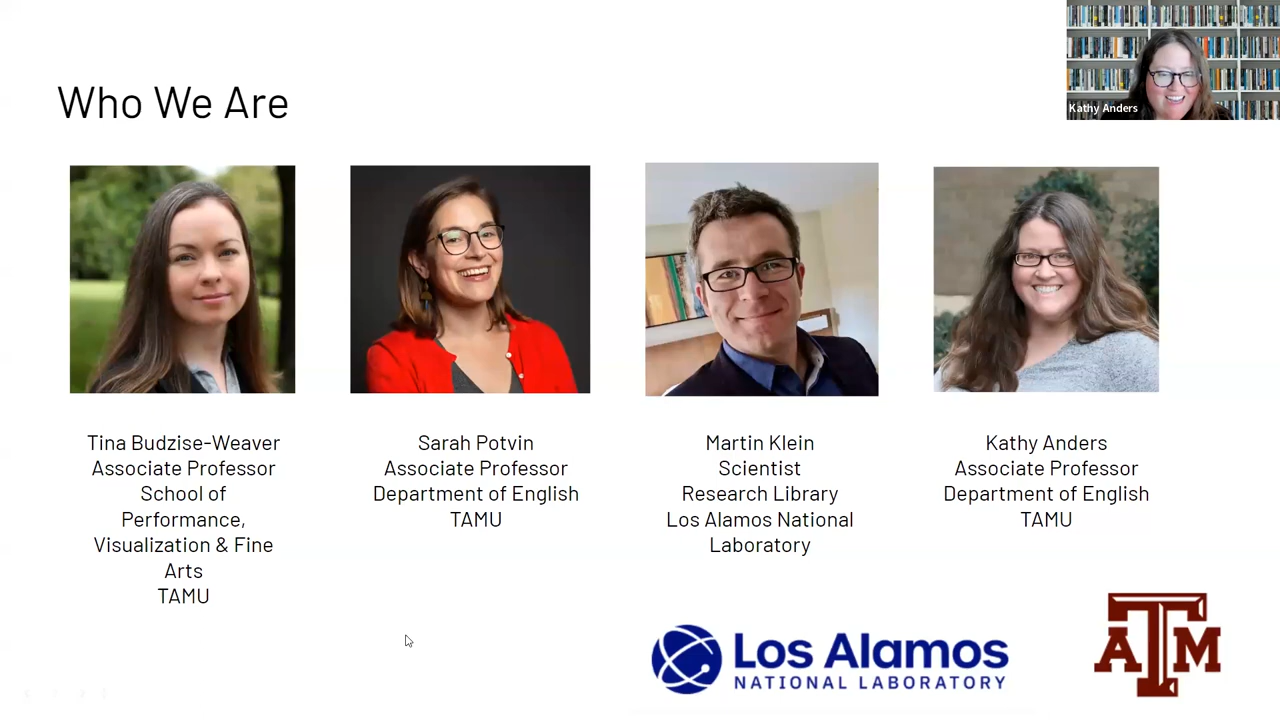 Who We Are
Kathy Anders
Tina Budzise-Weaver
Associate Professor
School of
Performance,
Visualization & Fine
Arts
TAMU
Sarah Potvin
Associate Professor
Department of English
TAMU
Martin Klein
Scientist
Research Library
Los Alamos National
Laboratory
Kathy Anders
Associate Professor
Department of English
TAMU
Los Alamos
NATIONAL LABORATORY
ATM